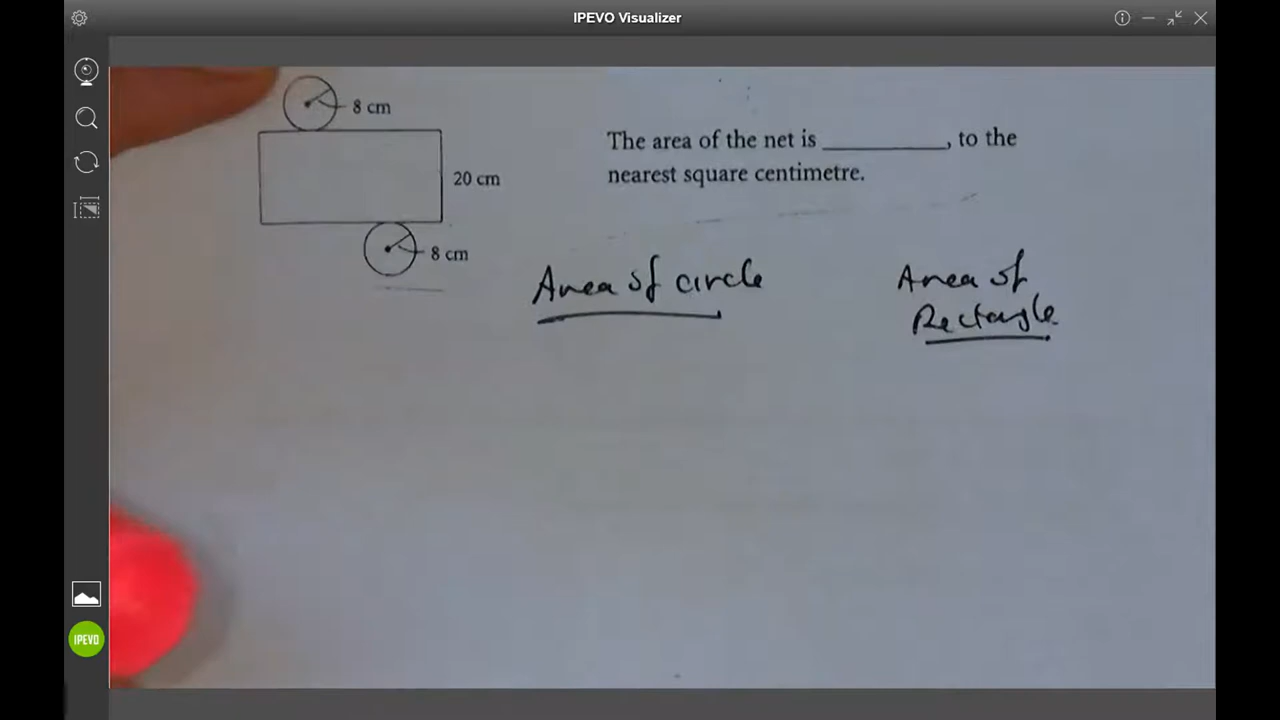 IPEVO Visualizer
8 cm
20 cm
8 cm
The area of the net is __________, to the
nearest square centimetre.
Area of circle
Area of
Rectangle
IPEVO